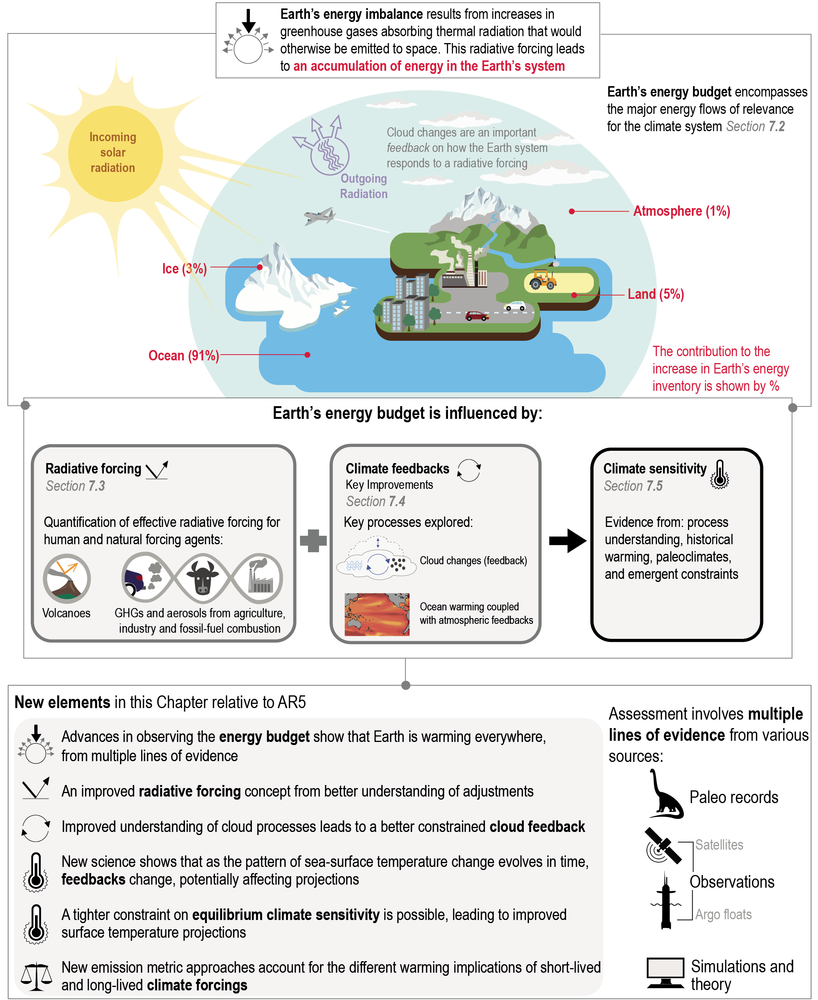 Earth's energy imbalance results from increases in
greenhouse gases absorbing thermal radiation that would
otherwise be emitted to space. This radiative forcing leads
to an accumulation of energy in the Earth's system
Earth's energy budget encompasses
the major energy flows of relevance
for the climate system Section 7.2
Incoming
solar
radiation
Cloud changes are an important
feedback on how the Earth system
responds to a radiative forcing
Outgoing
Radiation
Atmosphere (1%)
Ice (3%)
Land (5%)
Ocean (91%)
The contribution to the
increase in Earth's energy
inventory is shown by %
Earth's energy budget is influenced by:
Radiative forcing
Section 7.3
Quantification of effective radiative forcing for
human and natural forcing agents:
Volcanoes
GHGs and aerosols from agriculture,
industry and fossil-fuel combustion
Climate feedbacks
Key Improvements
Section 7.4
Key processes explored:
Cloud changes (feedback)
Ocean warming coupled
with atmospheric feedbacks
Climate sensitivity
Section 7.5
Evidence from: process
understanding, historical
warming, paleoclimates,
and emergent constraints
New elements in this Chapter relative to AR5
Advances in observing the energy budget show that Earth is warming everywhere,
from multiple lines of evidence
An improved radiative forcing concept from better understanding of adjustments
Improved understanding of cloud processes leads to a better constrained cloud feedback
New science shows that as the pattern of sea-surface temperature change evolves in time,
feedbacks change, potentially affecting projections
A tighter constraint on equilibrium climate sensitivity is possible, leading to improved
surface temperature projections
New emission metric approaches account for the different warming implications of short-lived
and long-lived climate forcings
Assessment involves multiple
lines of evidence from various
sources:
Paleo records
Satellites
Observations
Argo floats
Simulations and
theory